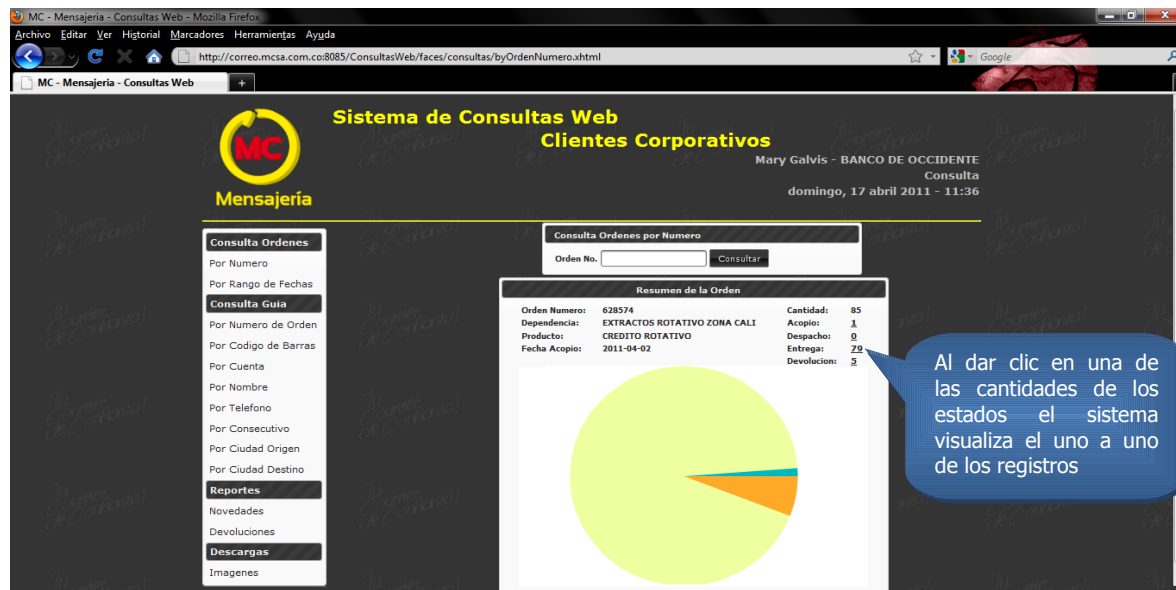 MC - Mensajeria - Consultas Web - Mozilla Firefox
Archivo Editar Ver Historial Marcadores Herramientas Ayuda
http://correo.mcsa.com.co:8085/ConsultasWeb/faces/consultas/byOrdenNumero.xhtml
Google
MC - Mensajeria - Consultas Web
+
MC
Mensajería
Sistema de Consultas Web
Clientes Corporativos
Mary Galvis - BANCO DE OCCIDENTE
Consulta
domingo, 17 abril 2011 - 11:36
Consulta Ordenes
Por Numero
Por Rango de Fechas
Consulta Guia
Por Numero de Orden
Por Codigo de Barras
Por Cuenta
Por Nombre
Por Telefono
Por Consecutivo
Por Ciudad Origen
Por Ciudad Destino
Reportes
Novedades
Devoluciones
Descargas
Imagenes
Consulta Ordenes por Numero
Orden No. Consultar
Resumen de la Orden
Orden Numero: 628574 Cantidad: 85
Dependencia: EXTRACTOS ROTATIVO ZONA CALI Acopio: 1
Producto: CREDITO ROTATIVO Despacho: 0
Fecha Acopio: 2011-04-02 Entrega: 79
Devolucion: 5
Al dar clic en una de
las cantidades de los
estados el sistema
visualiza el uno a uno
de los registros